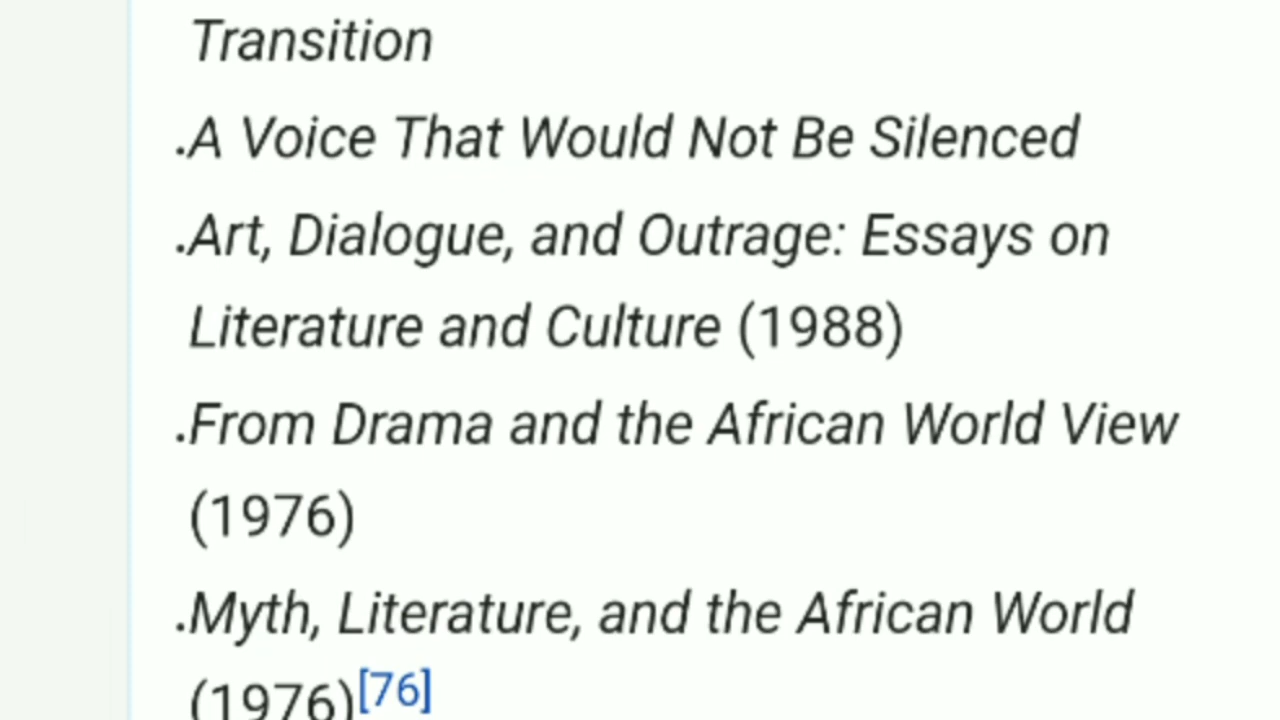 Transition
.A Voice That Would Not Be Silenced
.Art, Dialogue, and Outrage: Essays on
Literature and Culture (1988)
.From Drama and the African World View
(1976)
.Myth, Literature, and the African World
(1976)[76]